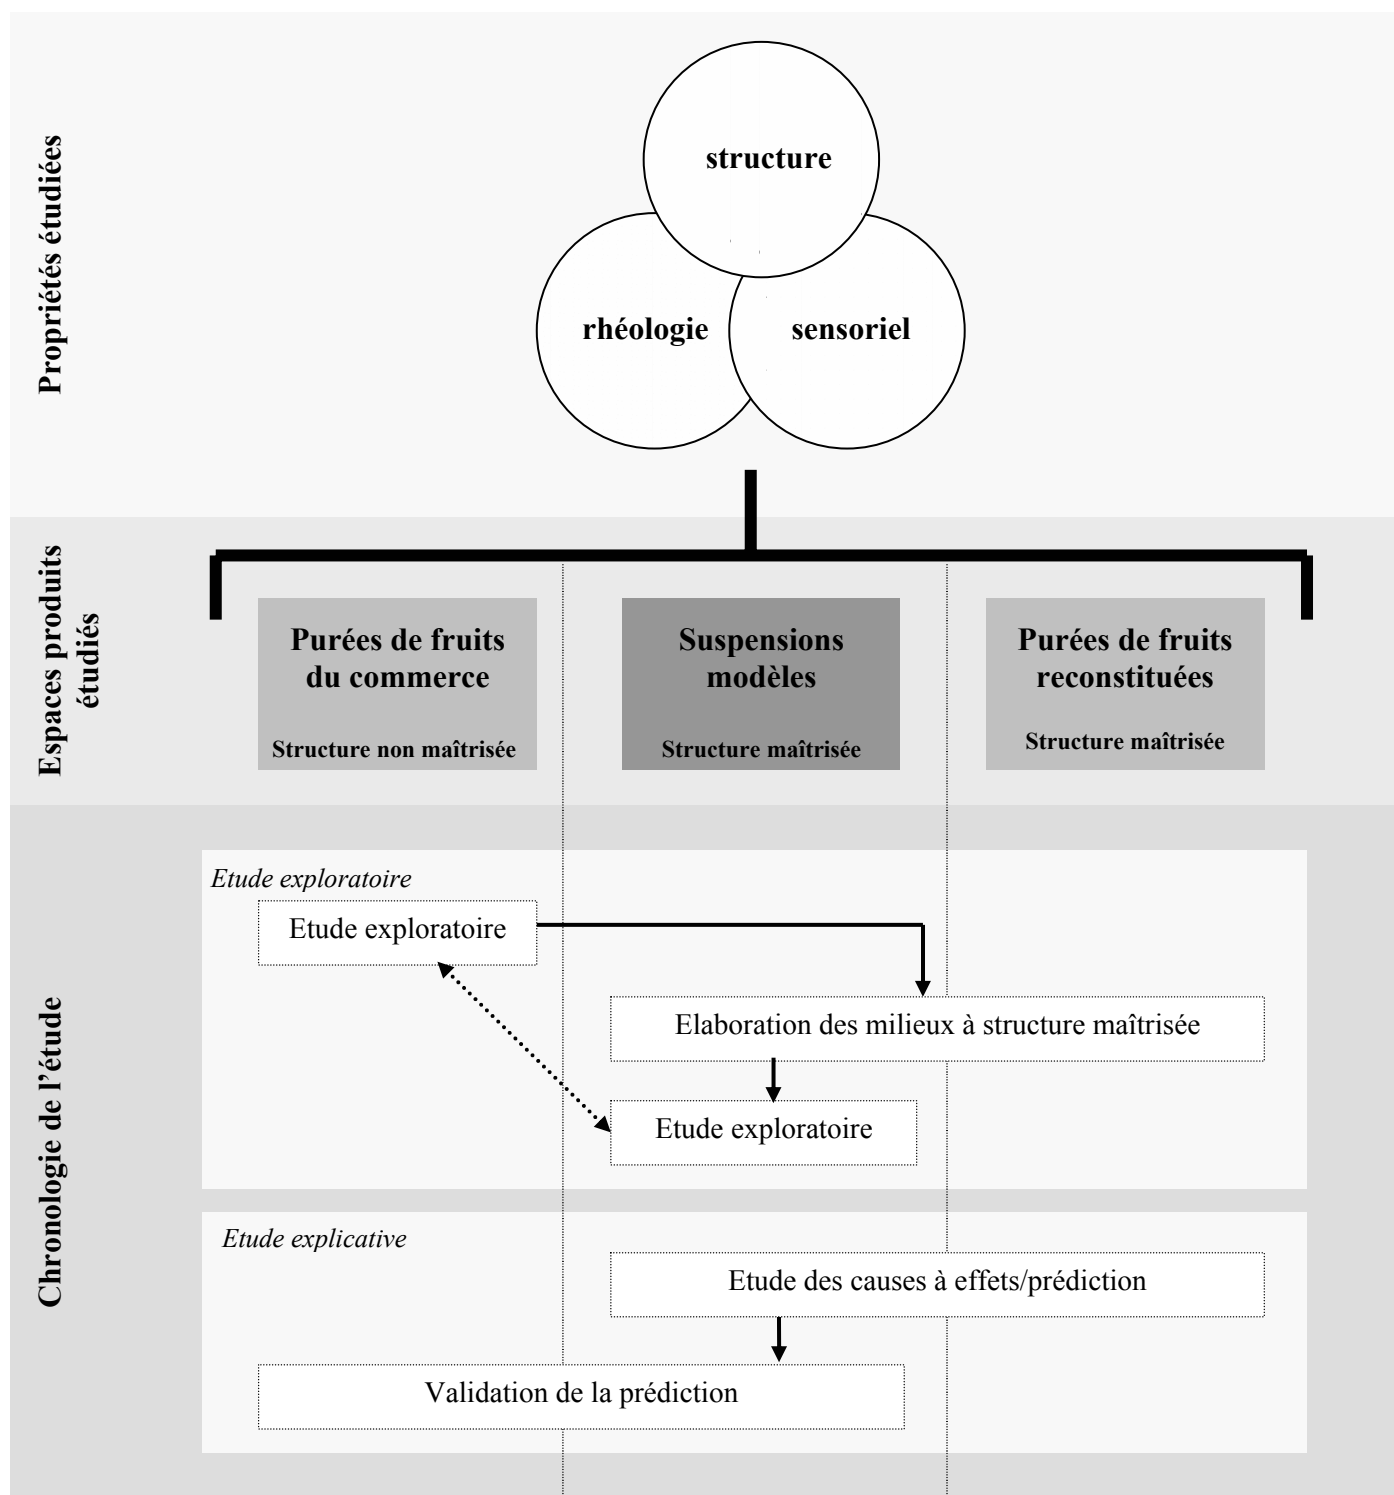 Propriétés étudiées
structure
rhéologie
sensoriel
Espaces produits
étudiés
Purées de fruits
du commerce
Structure non maîtrisée
Suspensions
modèles
Structure maîtrisée
Purées de fruits
reconstituées
Structure maîtrisée
Chronologie de l'étude
Etude exploratoire
Etude exploratoire
Elaboration des milieux à structure maîtrisée
Etude exploratoire
Etude explicative
Etude des causes à effets/prédiction
Validation de la prédiction